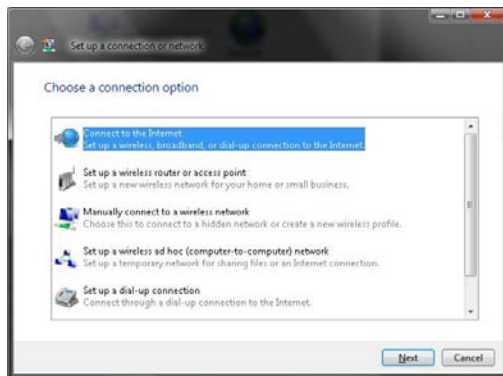 Set up a connection or network
Choose a connection option
Connect to the Internet
Set up a wireless, broadband, or dial-up connection to the Internet.
Set up a wireless router or access point
Set up a new wireless network for your home or small business.
Manually connect to a wireless network
Choose this to connect to a hidden network or create a new wireless profile.
Set up a wireless ad hoc (computer-to-computer) network
Set up a temporary network for sharing files or an Internet connection.
Set up a dial-up connection
Connect through a dial-up connection to the Internet.
Next Cancel